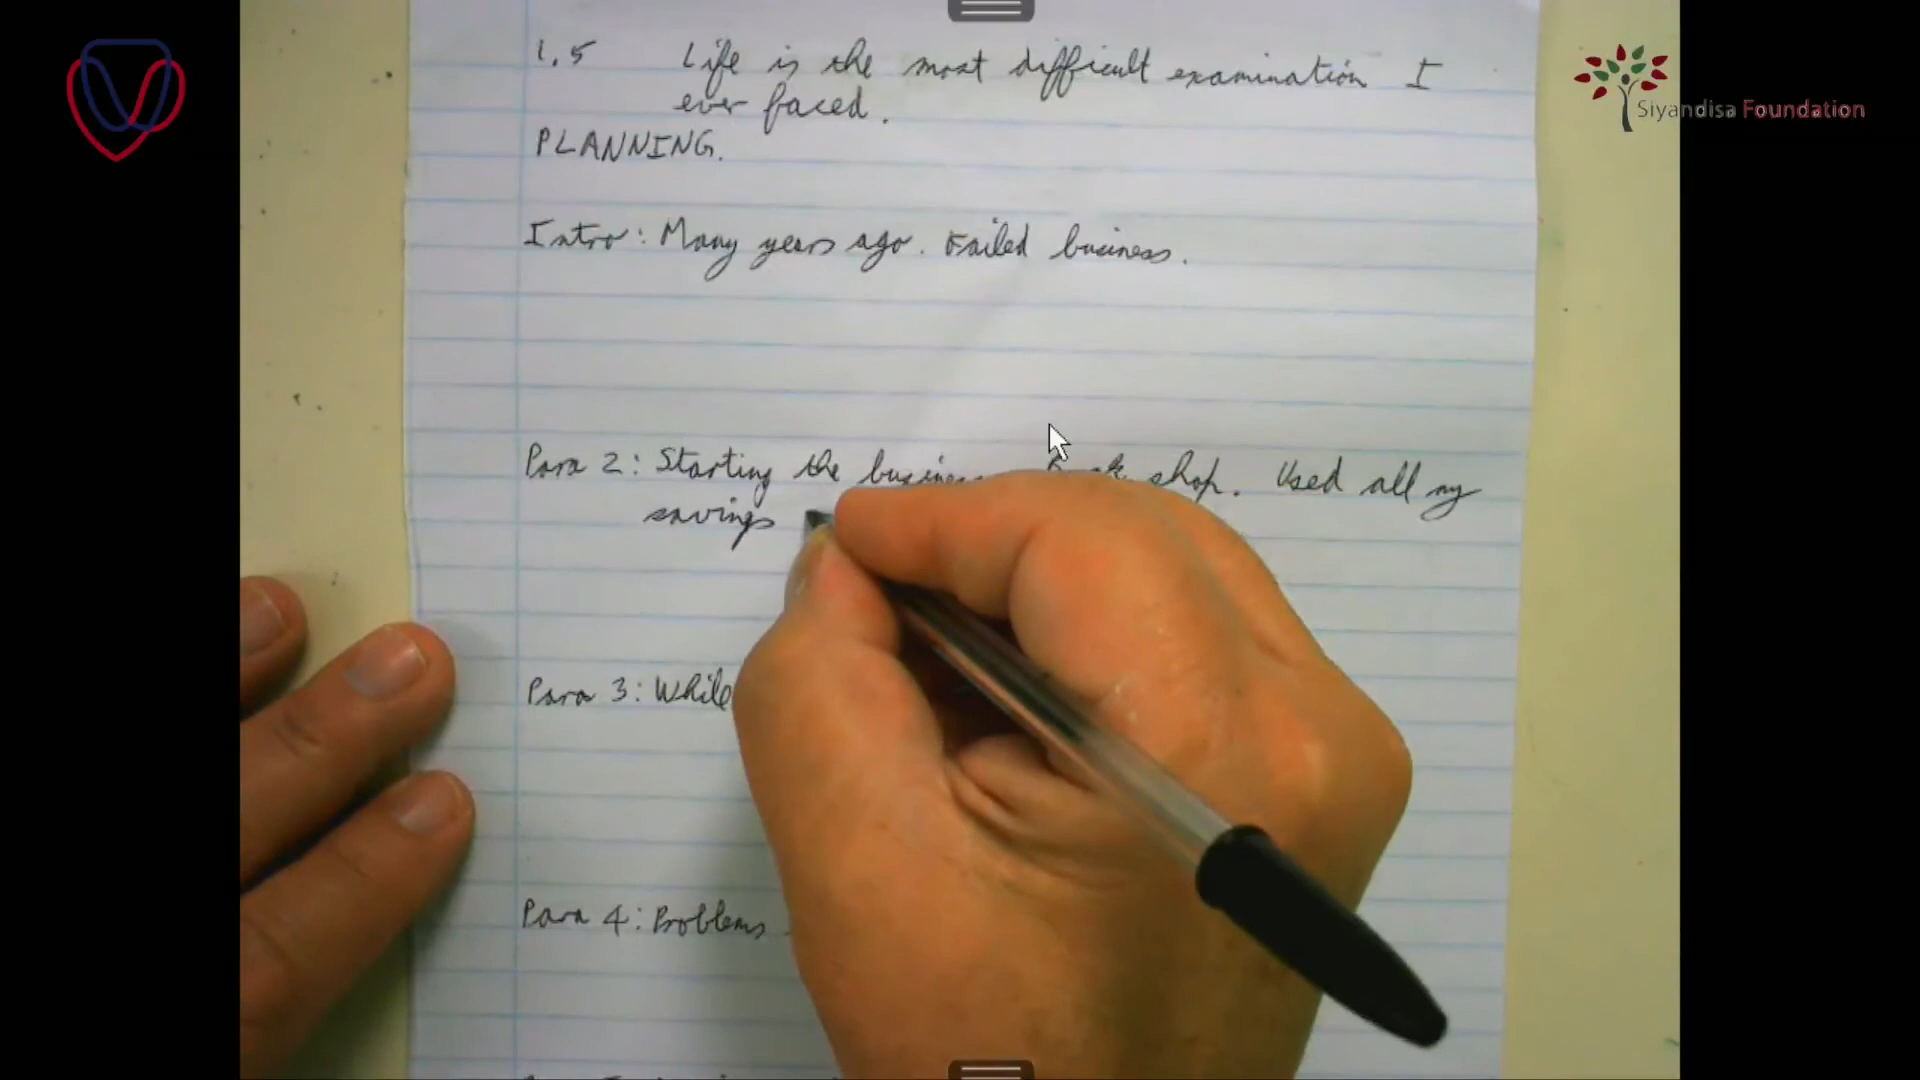 1.5 Life is the most difficult examination I
ever faced.
PLANNING.
Intro: Many years ago. Failed business.
Para 2: Starting the business shop. Used all my
savings
Para 3: While
Para 4: Problems
Siyandisa Foundation